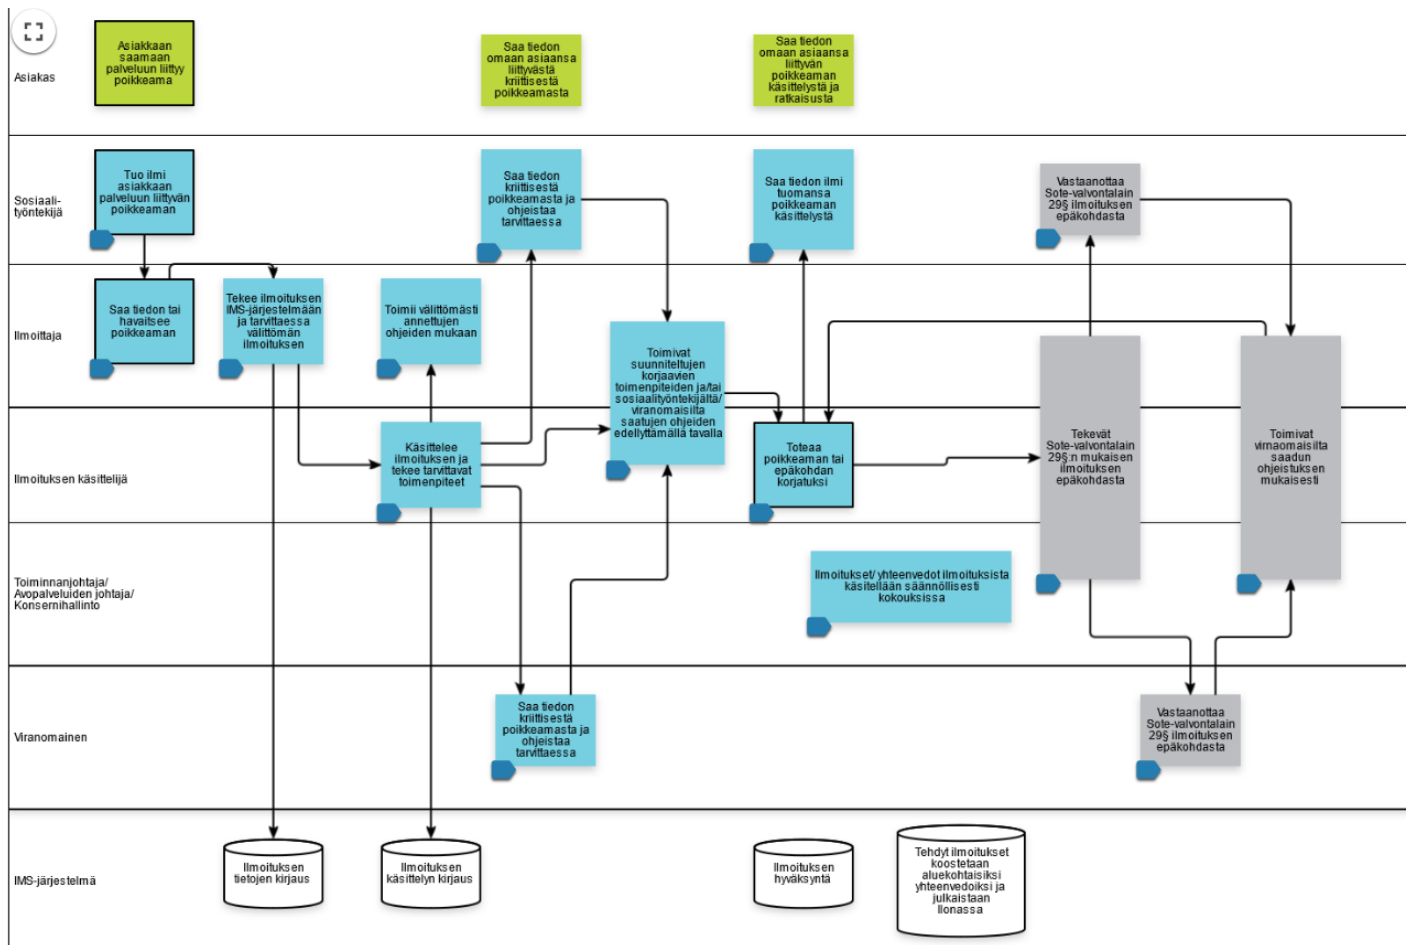 Asiakas
Asiakkaan
saamaan
palveluun liittyy
poikkeama
Saa tiedon
omaan asiaansa
liittyvästä
kriittisestä
poikkeamasta
Saa tiedon
omaan asiaansa
liittyvän
poikkeaman
käsittelystä ja
ratkaisusta
Sosiaali-
työntekijä
Tuo ilmi
asiakkaan
palveluun liittyvän
poikkeaman
Saa tiedon
kriittisestä
poikkeamasta ja
ohjeistaa
tarvittaessa
Saa tiedon ilmi
tuomansa
poikkeaman
käsittelystä
Vastaanottaa
Sote-valvontalain
29§ ilmoituksen
epäkohdasta
Ilmoittaja
Saa tiedon tai
havaitsee
poikkeaman
Tekee ilmoituksen
IMS-järjestelmään
ja tarvittaessa
välittömän
ilmoituksen
Toimii välittömästi
annettujen
ohjeiden mukaan
Toimivat
suunniteltujen
korjaavien
toimenpiteiden ja/tai
sosiaalityöntekijältä/
viranomaisilta
saatujen ohjeiden
edellyttämällä tavalla
Ilmoituksen käsittelijä
Käsittelee
ilmoituksen ja
tekee tarvittavat
toimenpiteet
Toteaa
poikkeaman tai
epäkohdan
korjatuksi
Tekevät
Sote-valvontalain
29§:n mukaisen
ilmoituksen
epäkohdasta
Toimivat
virnaomaisilta
saadun
ohjeistuksen
mukaisesti
Toiminnanjohtaja/
Avopalveluiden johtaja/
Konsernihallinto
Ilmoitukset/ yhteenvedot ilmoituksista
käsitellään säännöllisesti
kokouksissa
Viranomainen
Saa tiedon
kriittisestä
poikkeamasta ja
ohjeistaa
tarvittaessa
Vastaanottaa
Sote-valvontalain
29§ ilmoituksen
epäkohdasta
IMS-järjestelmä
Ilmoituksen
tietojen kirjaus
Ilmoituksen
käsittelyn kirjaus
Ilmoituksen
hyväksyntä
Tehdyt ilmoitukset
koostetaan
aluekohtaisiksi
yhteenvedoiksi ja
julkaistaan
Ilonassa